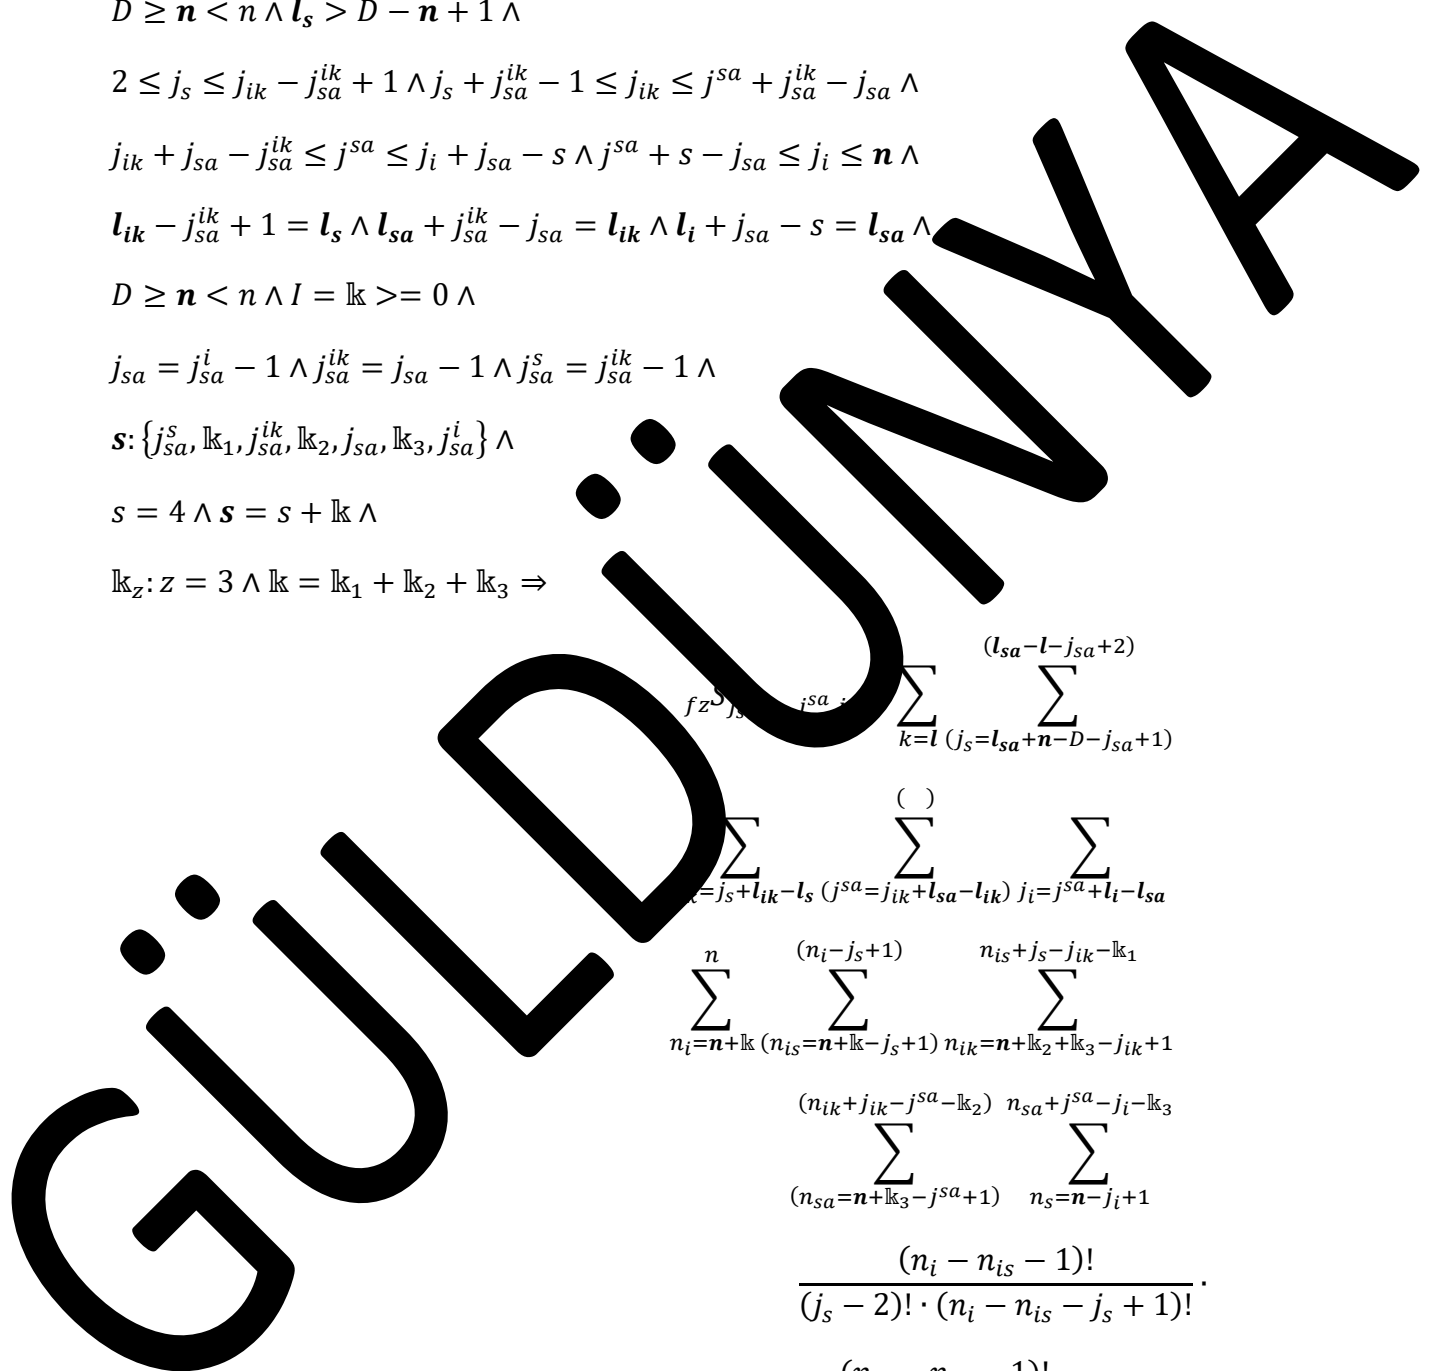 D ≥ n < n ∧ l_s > D − n + 1 ∧
2 ≤ j_s ≤ j_{ik} − j_{sa}^{ik} + 1 ∧ j_s + j_{sa}^{ik} − 1 ≤ j_{ik} ≤ j^{sa} + j_{sa}^{ik} − j_{sa} ∧
j_{ik} + j_{sa} − j_{sa}^{ik} ≤ j^{sa} ≤ j_i + j_{sa} − s ∧ j^{sa} + s − j_{sa} ≤ j_i ≤ n ∧
l_{ik} − j_{sa}^{ik} + 1 = l_s ∧ l_{sa} + j_{sa}^{ik} − j_{sa} = l_{ik} ∧ l_i + j_{sa} − s = l_{sa} ∧
D ≥ n < n ∧ I = 𝕜 >= 0 ∧
j_{sa} = j_{sa}^i − 1 ∧ j_{sa}^{ik} = j_{sa} − 1 ∧ j_{sa}^s = j_{sa}^{ik} − 1 ∧
s: {j_{sa}^s, 𝕜_1, j_{sa}^{ik}, 𝕜_2, j_{sa}, 𝕜_3, j_{sa}^i} ∧
s = 4 ∧ s = s + 𝕜 ∧
𝕜_z: z = 3 ∧ 𝕜 = 𝕜_1 + 𝕜_2 + 𝕜_3 ⇒
(l_{sa}−l−j_{sa}+2)
∑ ∑
k=l (j_s=l_{sa}+n−D−j_{sa}+1)
( )
∑ ∑ ∑
=j_s+l_{ik}−l_s (j^{sa}=j_{ik}+l_{sa}−l_{ik}) j_i=j^{sa}+l_i−l_{sa}
n (n_i−j_s+1) n_{is}+j_s−j_{ik}−𝕜_1
∑ ∑ ∑
n_i=n+𝕜 (n_{is}=n+𝕜−j_s+1) n_{ik}=n+𝕜_2+𝕜_3−j_{ik}+1
(n_{ik}+j_{ik}−j^{sa}−𝕜_2) n_{sa}+j^{sa}−j_i−𝕜_3
∑ ∑
(n_{sa}=n+𝕜_3−j^{sa}+1) n_s=n−j_i+1
(n_i − n_{is} − 1)!
(j_s − 2)! · (n_i − n_{is} − j_s + 1)! ·
GÜLDÜNYA